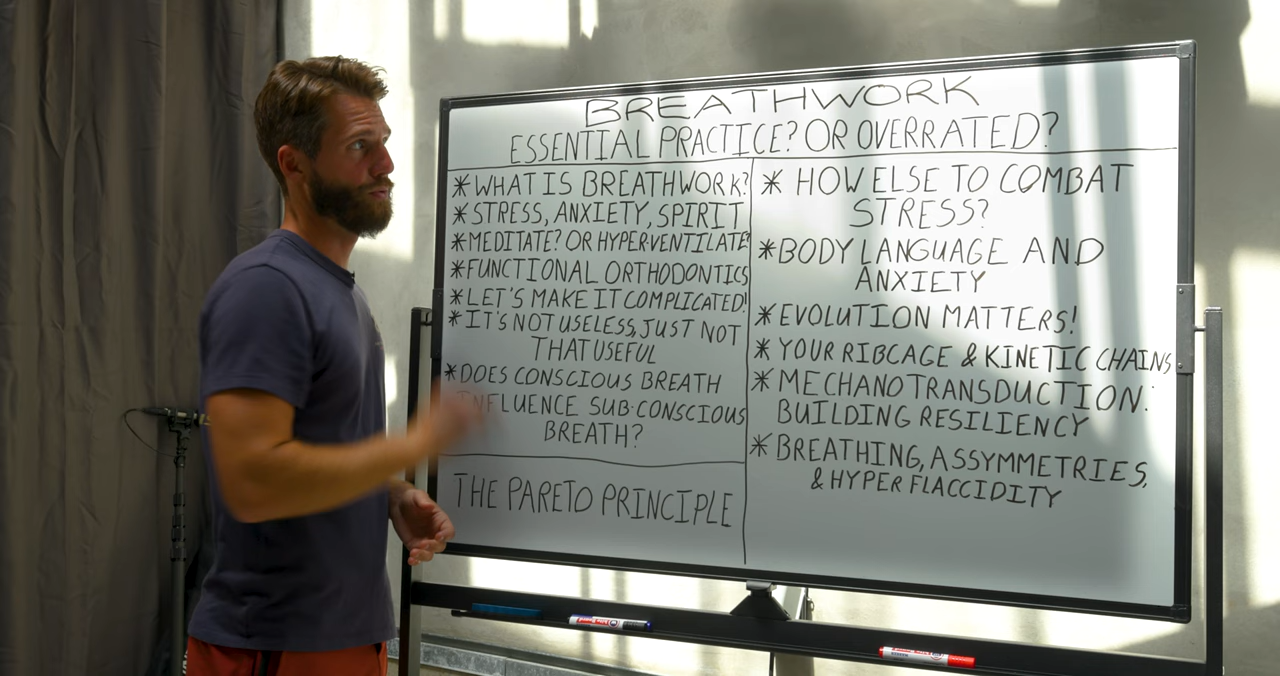 BREATHWORK
ESSENTIAL PRACTICE? OR OVERRATED?
* WHAT IS BREATHWORK?
* STRESS, ANXIETY, SPIRIT
* MEDITATE? OR HYPERVENTILATE?
* FUNCTIONAL ORTHODONTICS
* LET'S MAKE IT COMPLICATED!
* IT'S NOT USELESS, JUST NOT
THAT USEFUL
* DOES CONSCIOUS BREATH
INFLUENCE SUB-CONSCIOUS
BREATH?
THE PARETO PRINCIPLE
* HOW ELSE TO COMBAT
STRESS?
* BODY LANGUAGE AND
ANXIETY
* EVOLUTION MATTERS!
* YOUR RIBCAGE & KINETIC CHAINS
* MECHANOTRANSDUCTION:
BUILDING RESILIENCY
* BREATHING, ASSYMMETRIES,
& HYPERFLACCIDITY